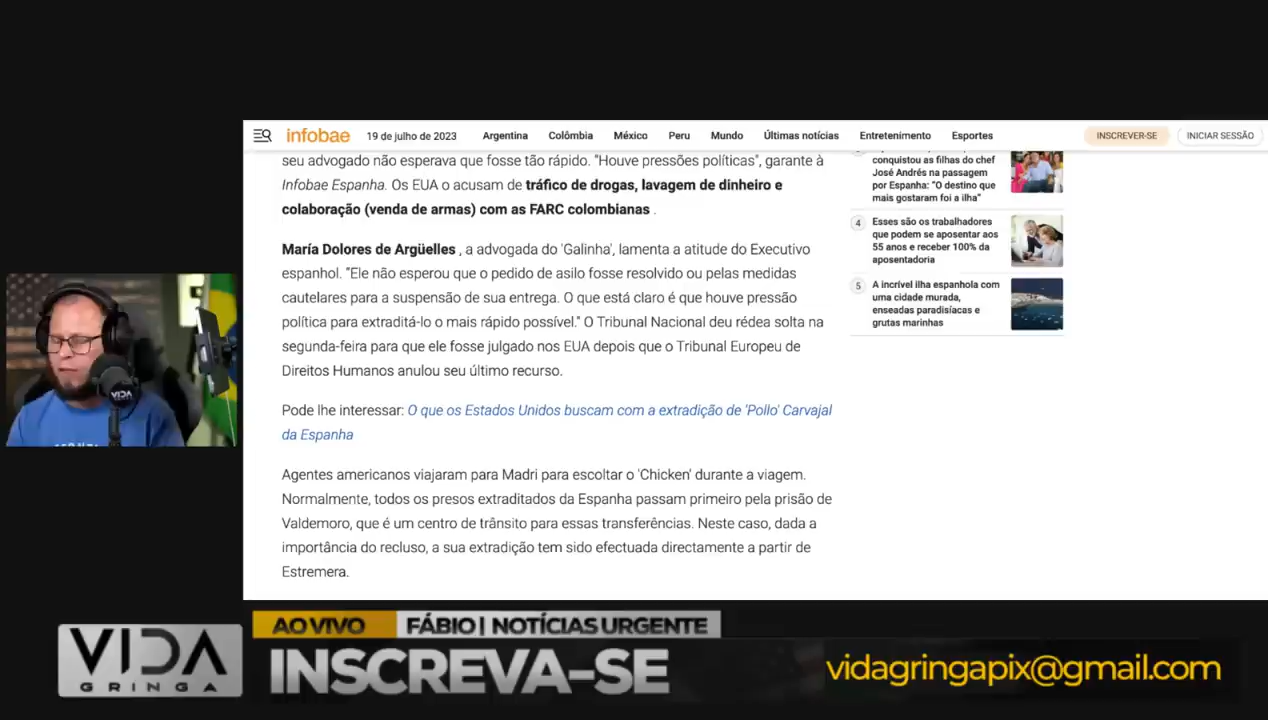 infobae
19 de julho de 2023
Argentina
Colômbia
México
Peru
Mundo
Últimas notícias
Entretenimento
Esportes
INSCREVER-SE
INICIAR SESSÃO
seu advogado não esperava que fosse tão rápido. "Houve pressões políticas", garante à
Infobae Espanha. Os EUA o acusam de tráfico de drogas, lavagem de dinheiro e
colaboração (venda de armas) com as FARC colombianas .
María Dolores de Argüelles , a advogada do 'Galinha', lamenta a atitude do Executivo
espanhol. "Ele não esperou que o pedido de asilo fosse resolvido ou pelas medidas
cautelares para a suspensão de sua entrega. O que está claro é que houve pressão
política para extraditá-lo o mais rápido possível." O Tribunal Nacional deu rédea solta na
segunda-feira para que ele fosse julgado nos EUA depois que o Tribunal Europeu de
Direitos Humanos anulou seu último recurso.
Pode lhe interessar: O que os Estados Unidos buscam com a extradição de 'Pollo' Carvajal
da Espanha
Agentes americanos viajaram para Madri para escoltar o 'Chicken' durante a viagem.
Normalmente, todos os presos extraditados da Espanha passam primeiro pela prisão de
Valdemoro, que é um centro de trânsito para essas transferências. Neste caso, dada a
importância do recluso, a sua extradição tem sido efectuada directamente a partir de
Estremera.
conquistou as filhas do chef
José Andrés na passagem
por Espanha: "O destino que
mais gostaram foi a ilha"
4
Esses são os trabalhadores
que podem se aposentar aos
55 anos e receber 100% da
aposentadoria
5
A incrível ilha espanhola com
uma cidade murada,
enseadas paradisíacas e
grutas marinhas
VIDA
VIDA
GRINGA
AO VIVO
FÁBIO | NOTÍCIAS URGENTE
INSCREVA-SE
vidagringapix@gmail.com